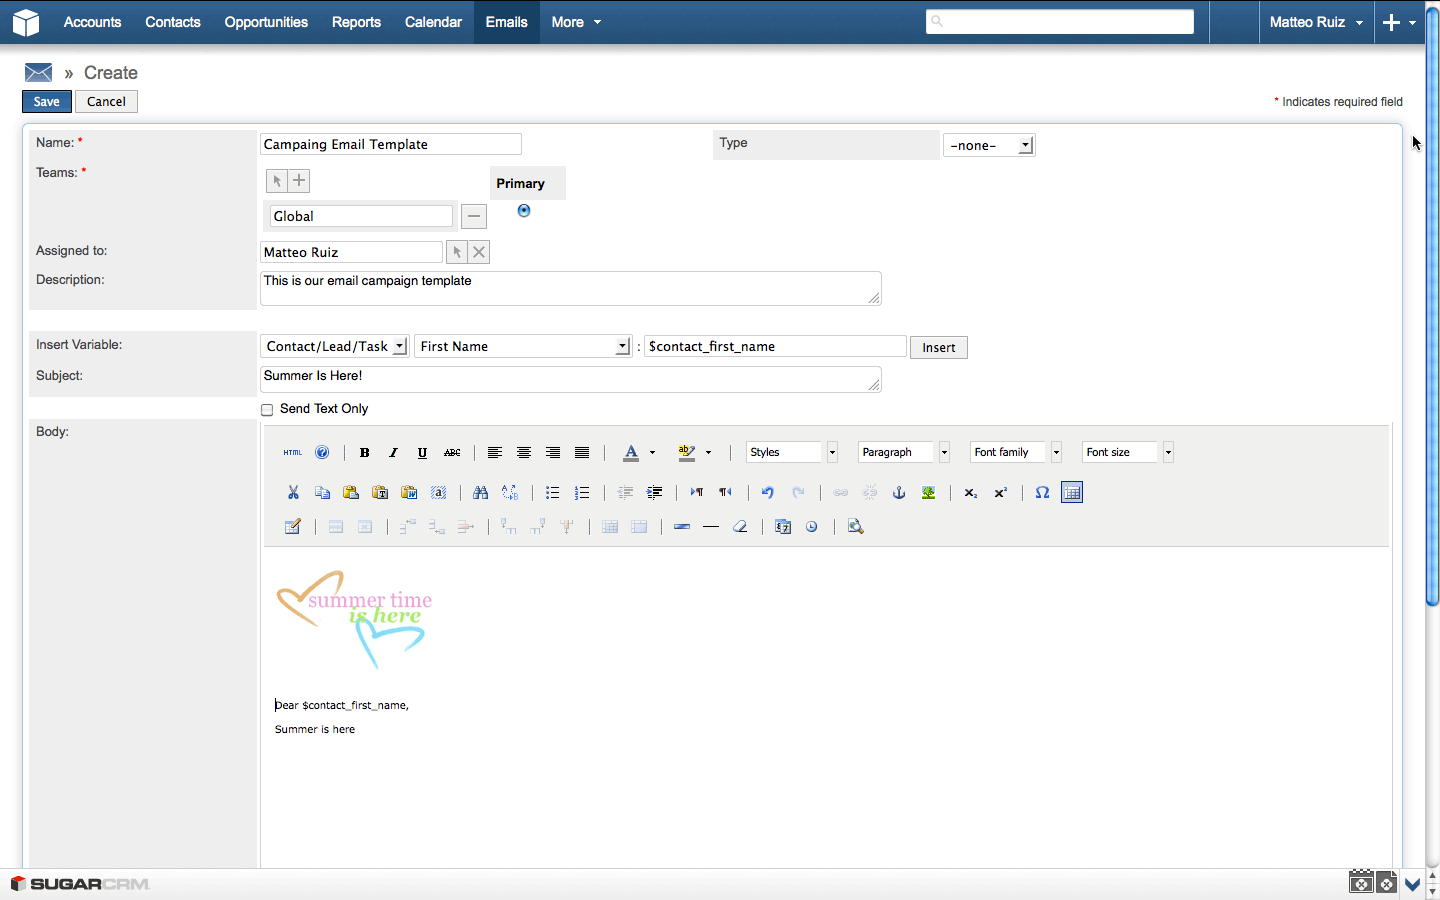 Accounts Contacts Opportunities Reports Calendar Emails More Matteo Ruiz
» Create
Save Cancel * Indicates required field
Name: * Campaing Email Template Type -none-
Teams: *
Primary
Global
Assigned to: Matteo Ruiz
Description: This is our email campaign template
Insert Variable: Contact/Lead/Task First Name : $contact_first_name Insert
Subject: Summer Is Here!
Send Text Only
Body:
HTML B I U ABC A ab Styles Paragraph Font family Font size
summer time
is here
Dear $contact_first_name,
Summer is here
SUGARCRM